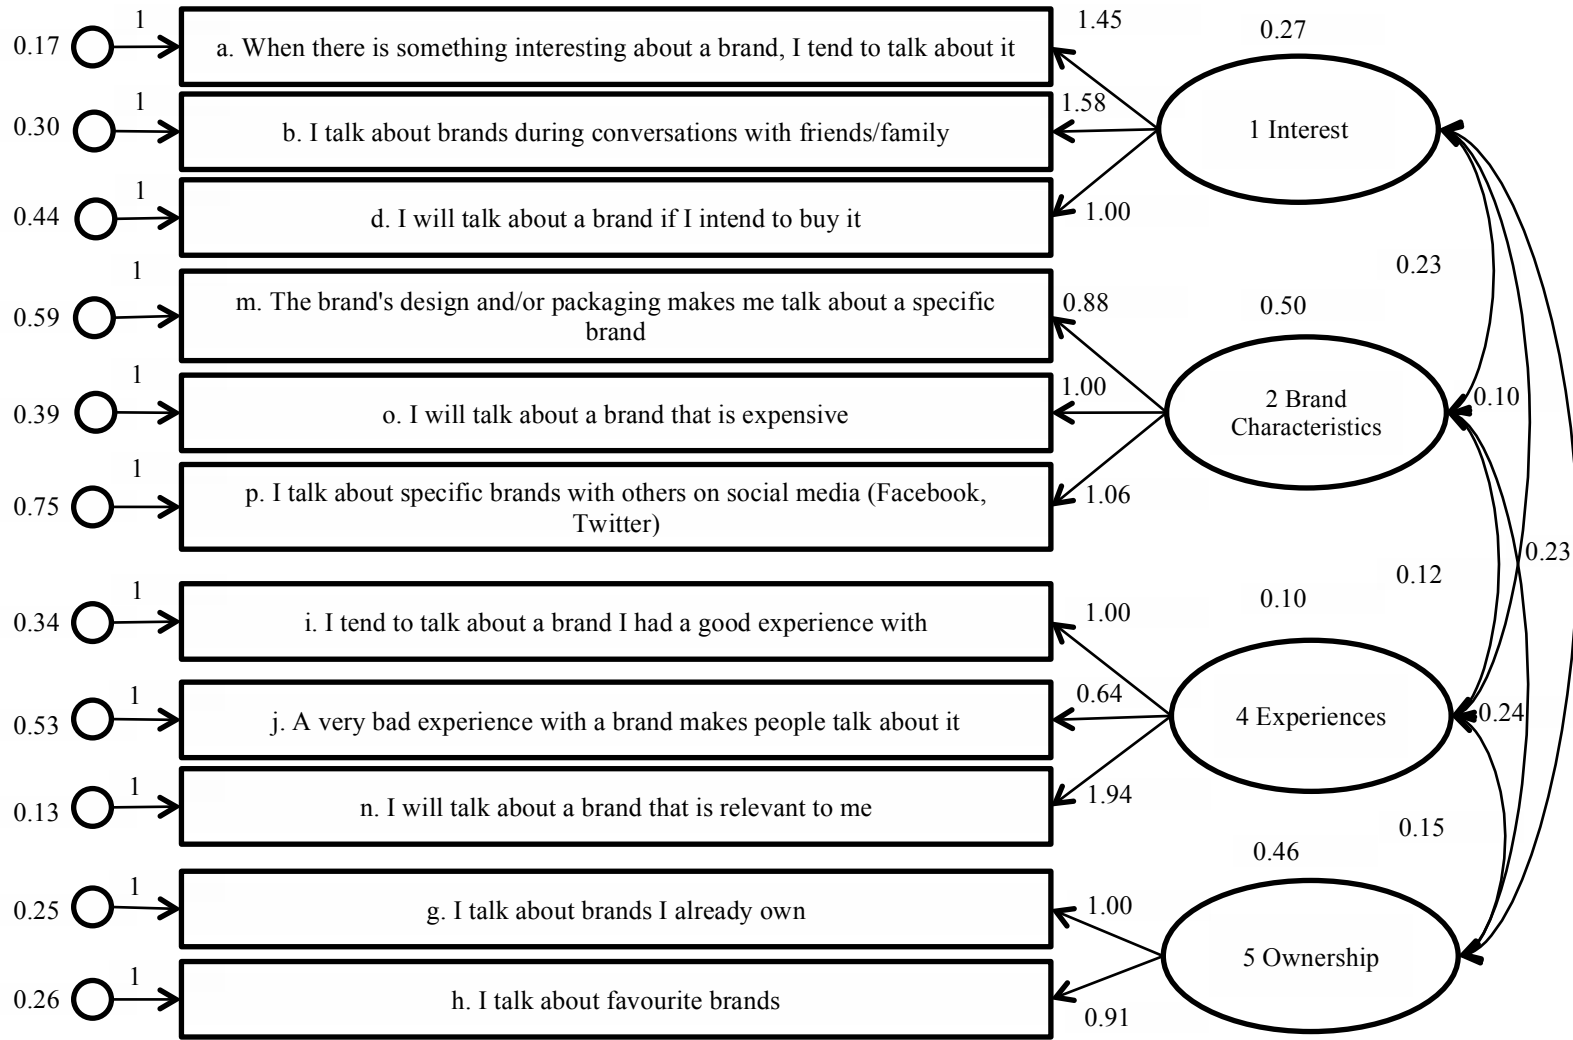 0.17
1
a. When there is something interesting about a brand, I tend to talk about it
1.45
0.27
0.30
1
b. I talk about brands during conversations with friends/family
1.58
1 Interest
0.44
1
d. I will talk about a brand if I intend to buy it
1.00
0.23
0.59
1
m. The brand's design and/or packaging makes me talk about a specific
brand
0.88
0.50
0.39
1
o. I will talk about a brand that is expensive
1.00
2 Brand
Characteristics
0.10
0.75
1
p. I talk about specific brands with others on social media (Facebook,
Twitter)
1.06
0.23
0.12
0.34
1
i. I tend to talk about a brand I had a good experience with
1.00
0.10
0.53
1
j. A very bad experience with a brand makes people talk about it
0.64
4 Experiences
0.24
0.13
1
n. I will talk about a brand that is relevant to me
1.94
0.15
0.25
1
g. I talk about brands I already own
1.00
0.46
5 Ownership
0.26
1
h. I talk about favourite brands
0.91